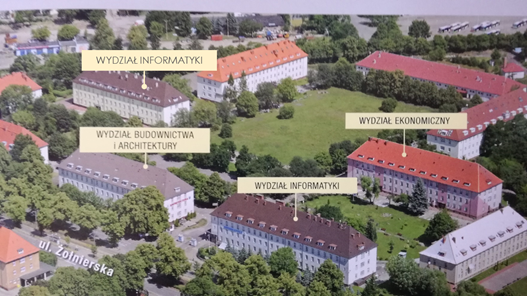 WYDZIAŁ INFORMATYKI
WYDZIAŁ EKONOMICZNY
WYDZIAŁ BUDOWNICTWA
I ARCHITEKTURY
WYDZIAŁ INFORMATYKI
ul. Żołnierska